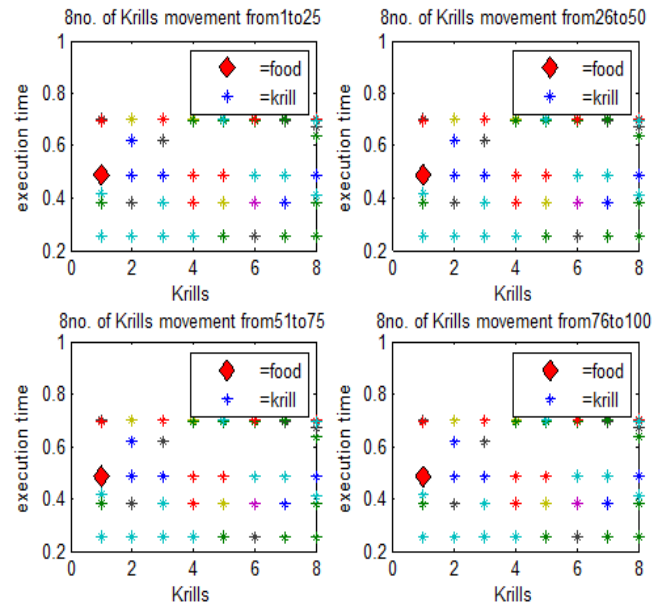 8no. of Krills movement from1to25
1
0.8
0.6
0.4
0.2
execution time
=food
=krill
0 2 4 6 8
Krills
8no. of Krills movement from26to50
1
0.8
0.6
0.4
0.2
execution time
=food
=krill
0 2 4 6 8
Krills
8no. of Krills movement from51to75
1
0.8
0.6
0.4
0.2
execution time
=food
=krill
0 2 4 6 8
Krills
8no. of Krills movement from76to100
1
0.8
0.6
0.4
0.2
execution time
=food
=krill
0 2 4 6 8
Krills